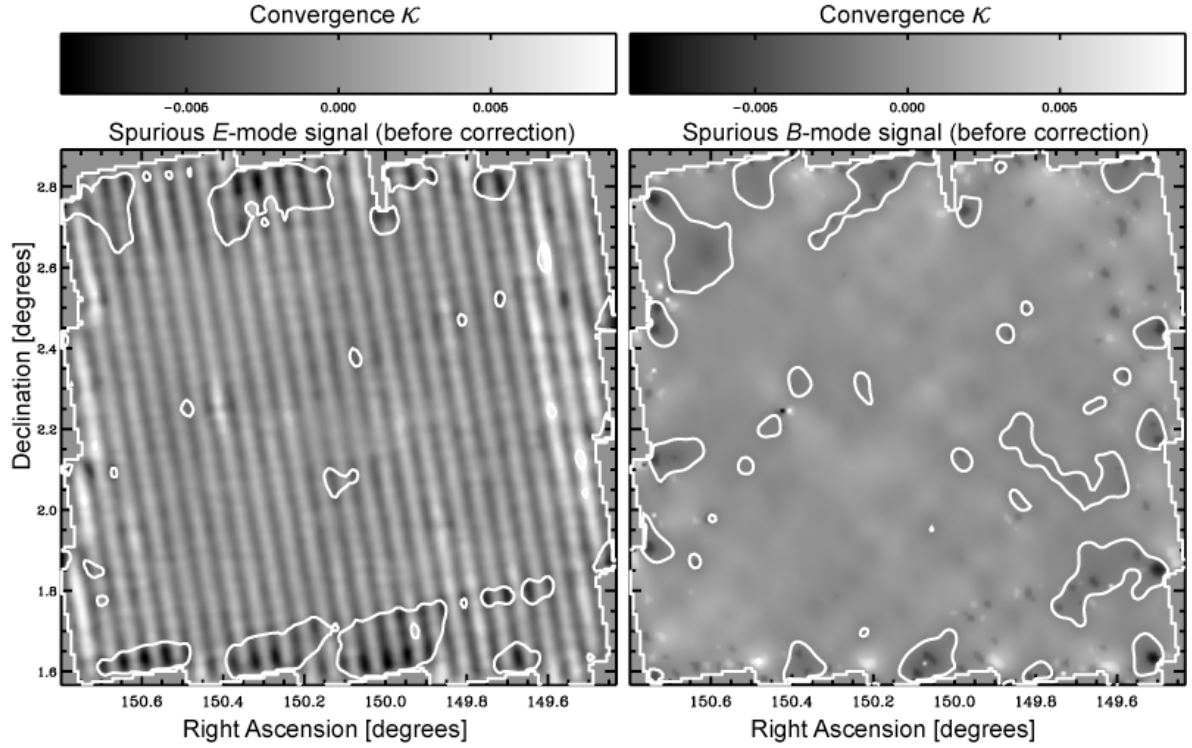 Convergence κ
−0.005 0.000 0.005
Spurious E-mode signal (before correction)
Convergence κ
−0.005 0.000 0.005
Spurious B-mode signal (before correction)
Declination [degrees]
2.8
2.6
2.4
2.2
2.0
1.8
1.6
150.6 150.4 150.2 150.0 149.8 149.6
Right Ascension [degrees]
150.6 150.4 150.2 150.0 149.8 149.6
Right Ascension [degrees]